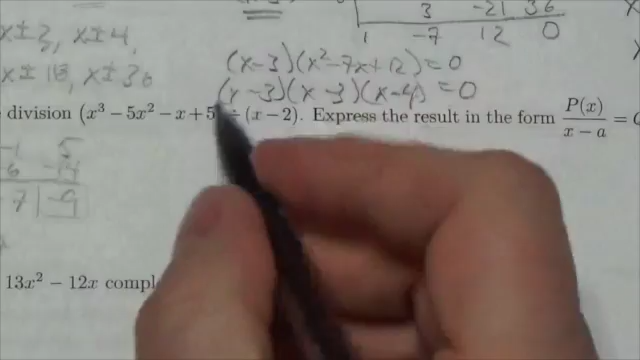 3 -21 36
1 -7 12 0
x±3, x±4,
(x-3)(x²-7x+12)=0
x±18, x±36
(x-3)(x-3)(x-4)=0
division (x³ − 5x² − x + 5) ÷ (x − 2). Express the result in the form P(x)/(x − a) =
-1 5
-6 -14
-7 -9
13x² − 12x